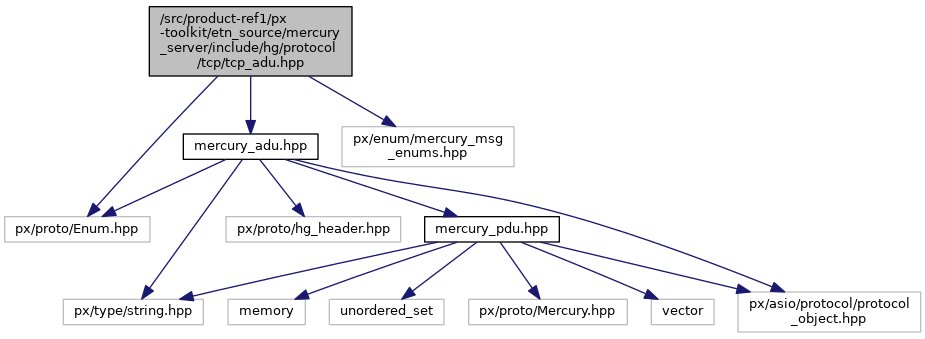 /src/product-ref1/px
-toolkit/etn_source/mercury
_server/include/hg/protocol
/tcp/tcp_adu.hpp
mercury_adu.hpp
px/enum/mercury_msg
_enums.hpp
px/proto/Enum.hpp
px/proto/hg_header.hpp
mercury_pdu.hpp
px/type/string.hpp
memory
unordered_set
px/proto/Mercury.hpp
vector
px/asio/protocol/protocol
_object.hpp